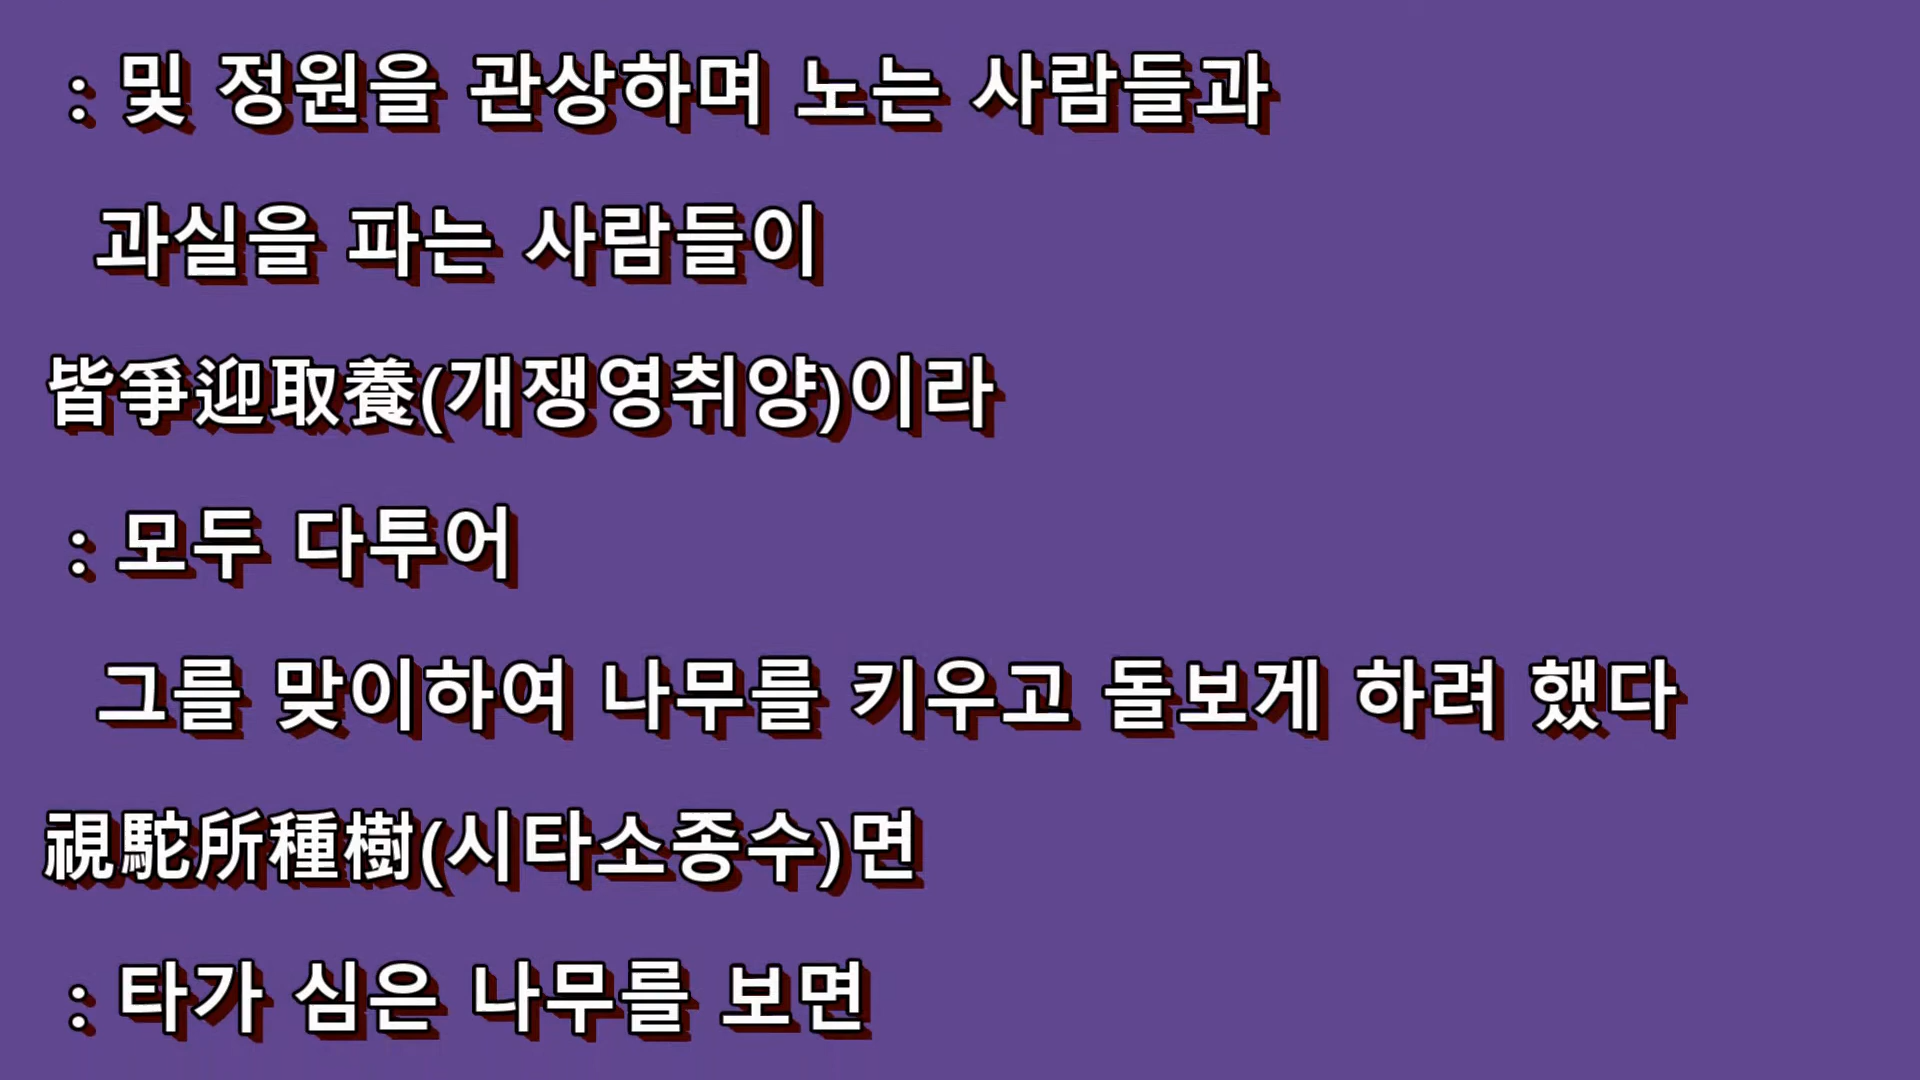 : 및 정원을 관상하며 노는 사람들과
과실을 파는 사람들이
皆爭迎取養(개쟁영취양)이라
: 모두 다투어
그를 맞이하여 나무를 키우고 돌보게 하려 했다
視駝所種樹(시타소종수)면
: 타가 심은 나무를 보면